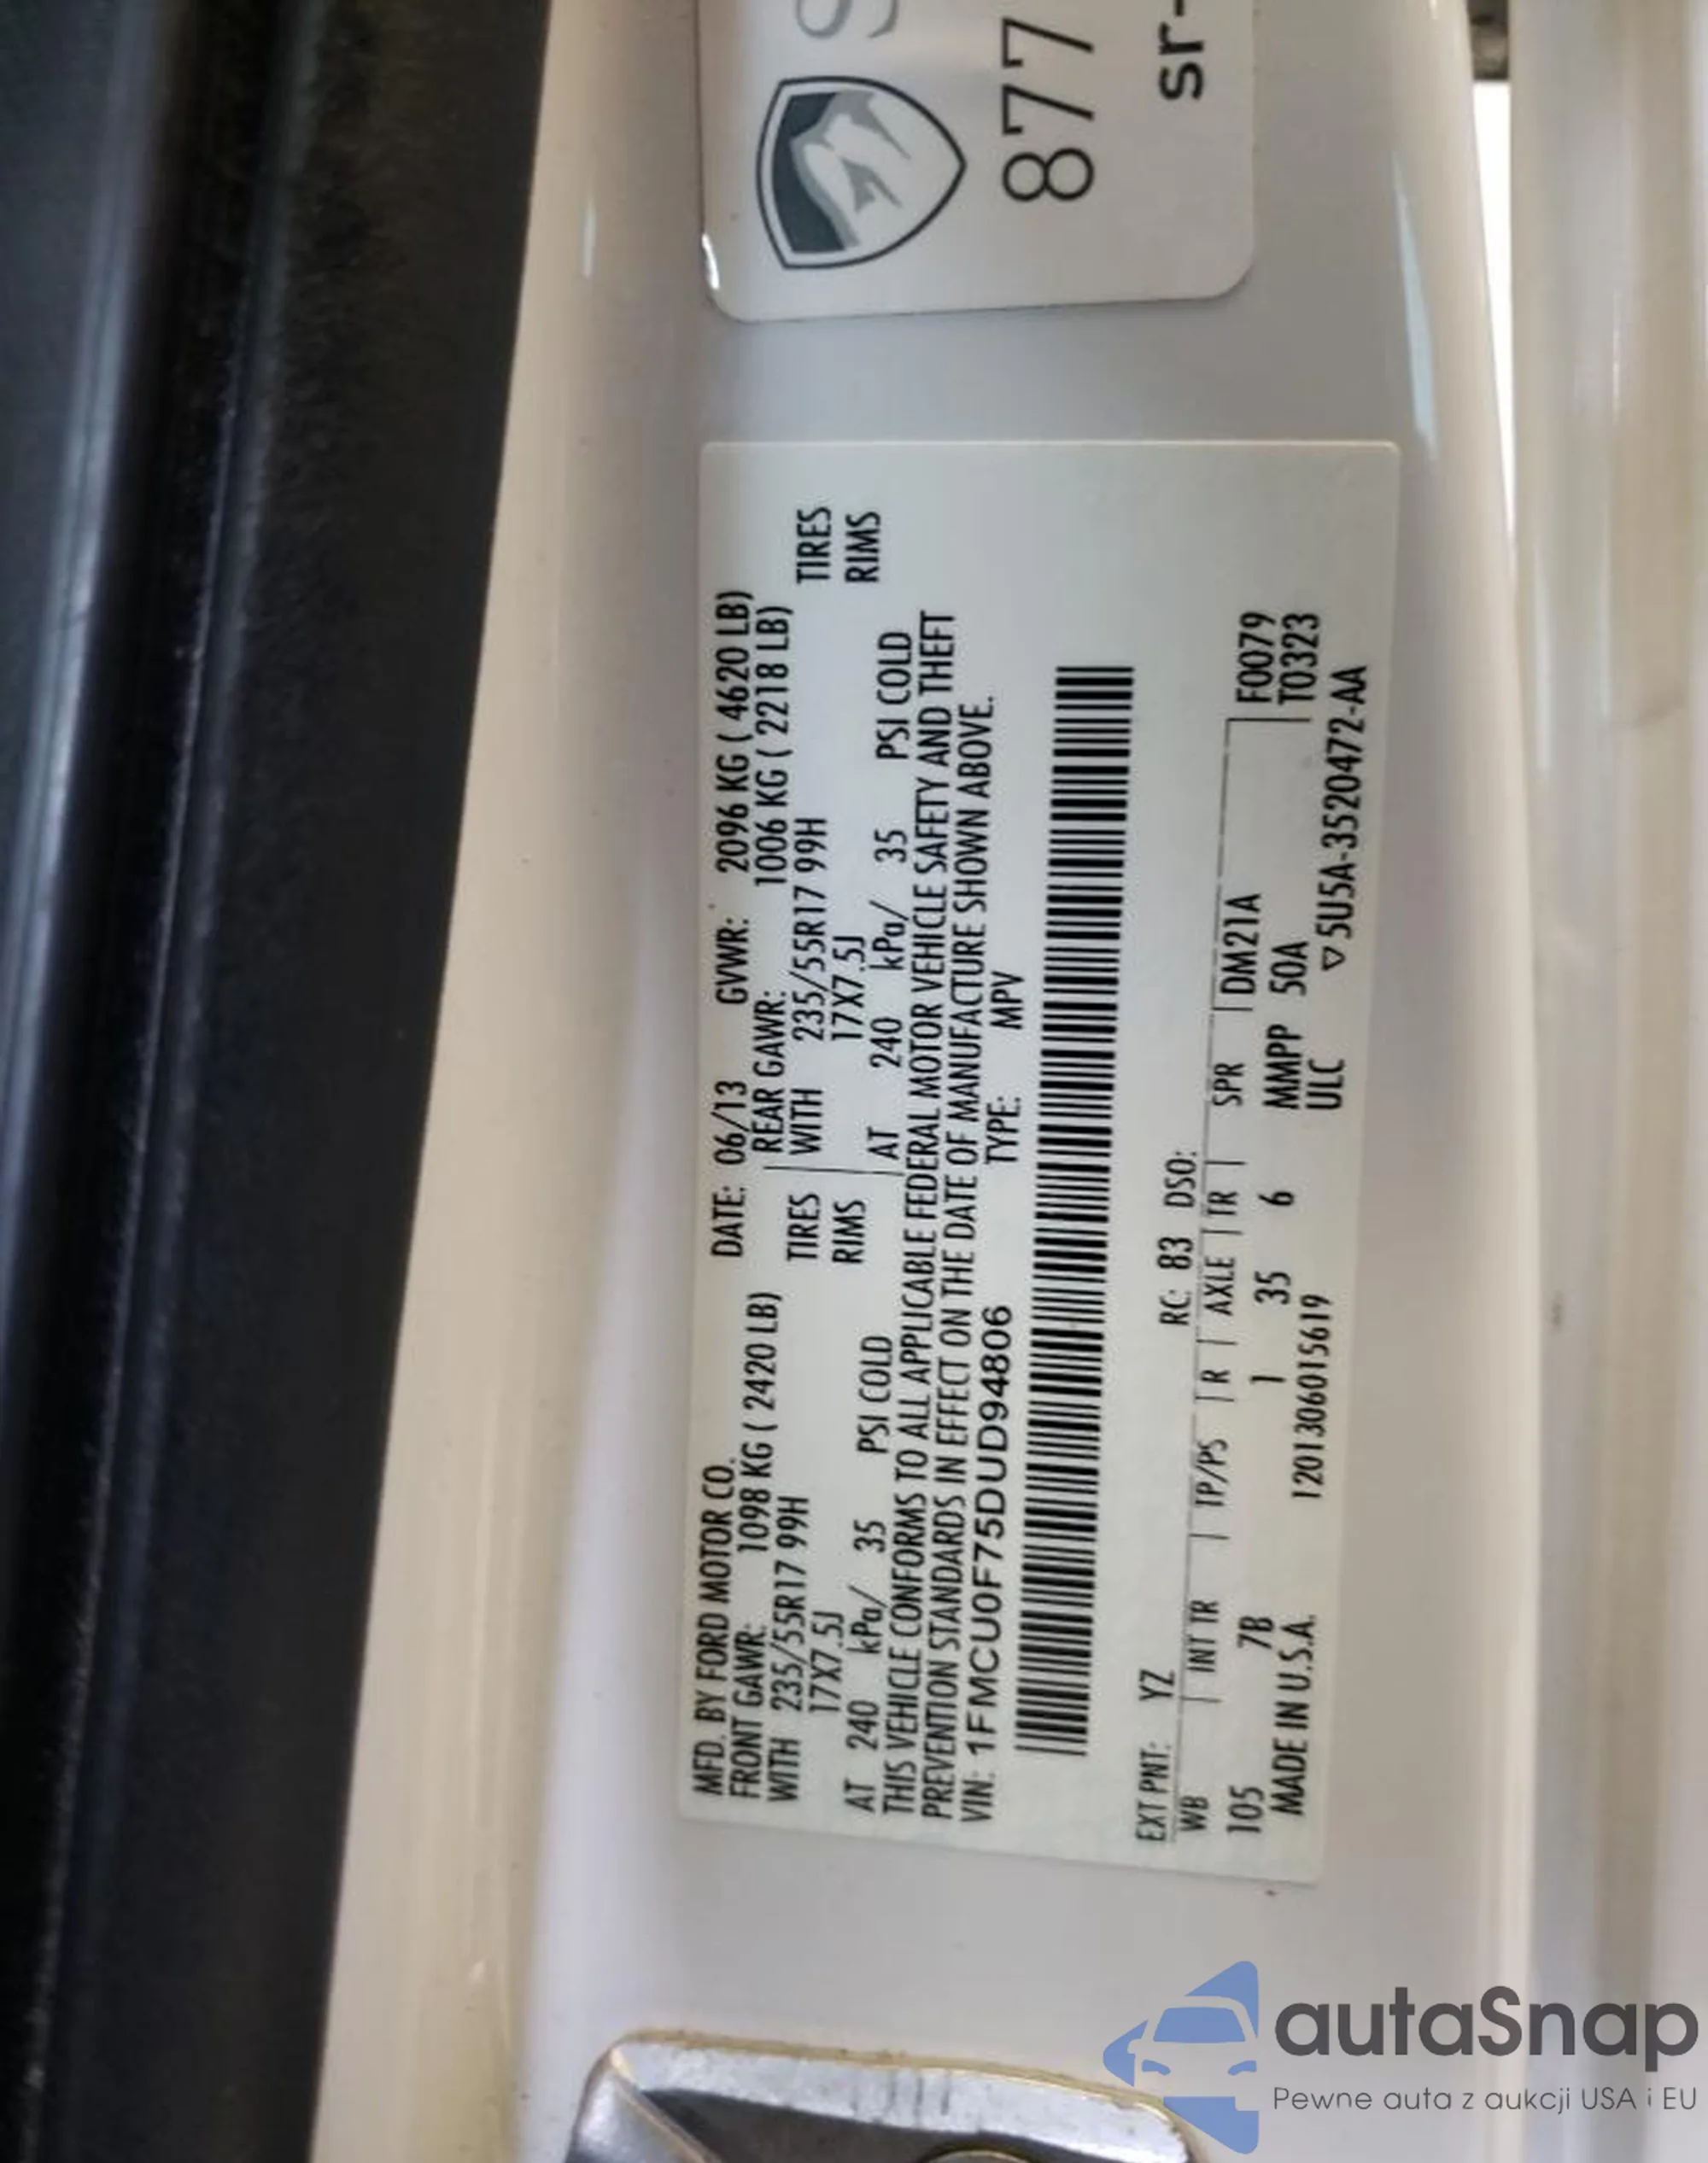 877
sr-
MFD. BY FORD MOTOR CO. DATE: 06/13 GVWR: 2096 KG ( 4620 LB)
FRONT GAWR: 1098 KG ( 2420 LB) REAR GAWR: 1006 KG ( 2218 LB)
WITH 235/55R17 99H TIRES WITH 235/55R17 99H TIRES
17X7.5J RIMS 17X7.5J RIMS
AT 240 kPa/ 35 PSI COLD AT 240 kPa/ 35 PSI COLD
THIS VEHICLE CONFORMS TO ALL APPLICABLE FEDERAL MOTOR VEHICLE SAFETY AND THEFT
PREVENTION STANDARDS IN EFFECT ON THE DATE OF MANUFACTURE SHOWN ABOVE.
VIN: 1FMCU0F75DUD94806 TYPE: MPV
EXT PNT: YZ RC: 83 DSO:
WB INT TR TP/PS R AXLE TR SPR DM21A F0079
105 7B 1 35 6 MMPP 50A T0323
MADE IN U.S.A. 1201306015619 ULC ▽5U5A-3520472-AA
autaSnap
Pewne auta z aukcji USA i EU